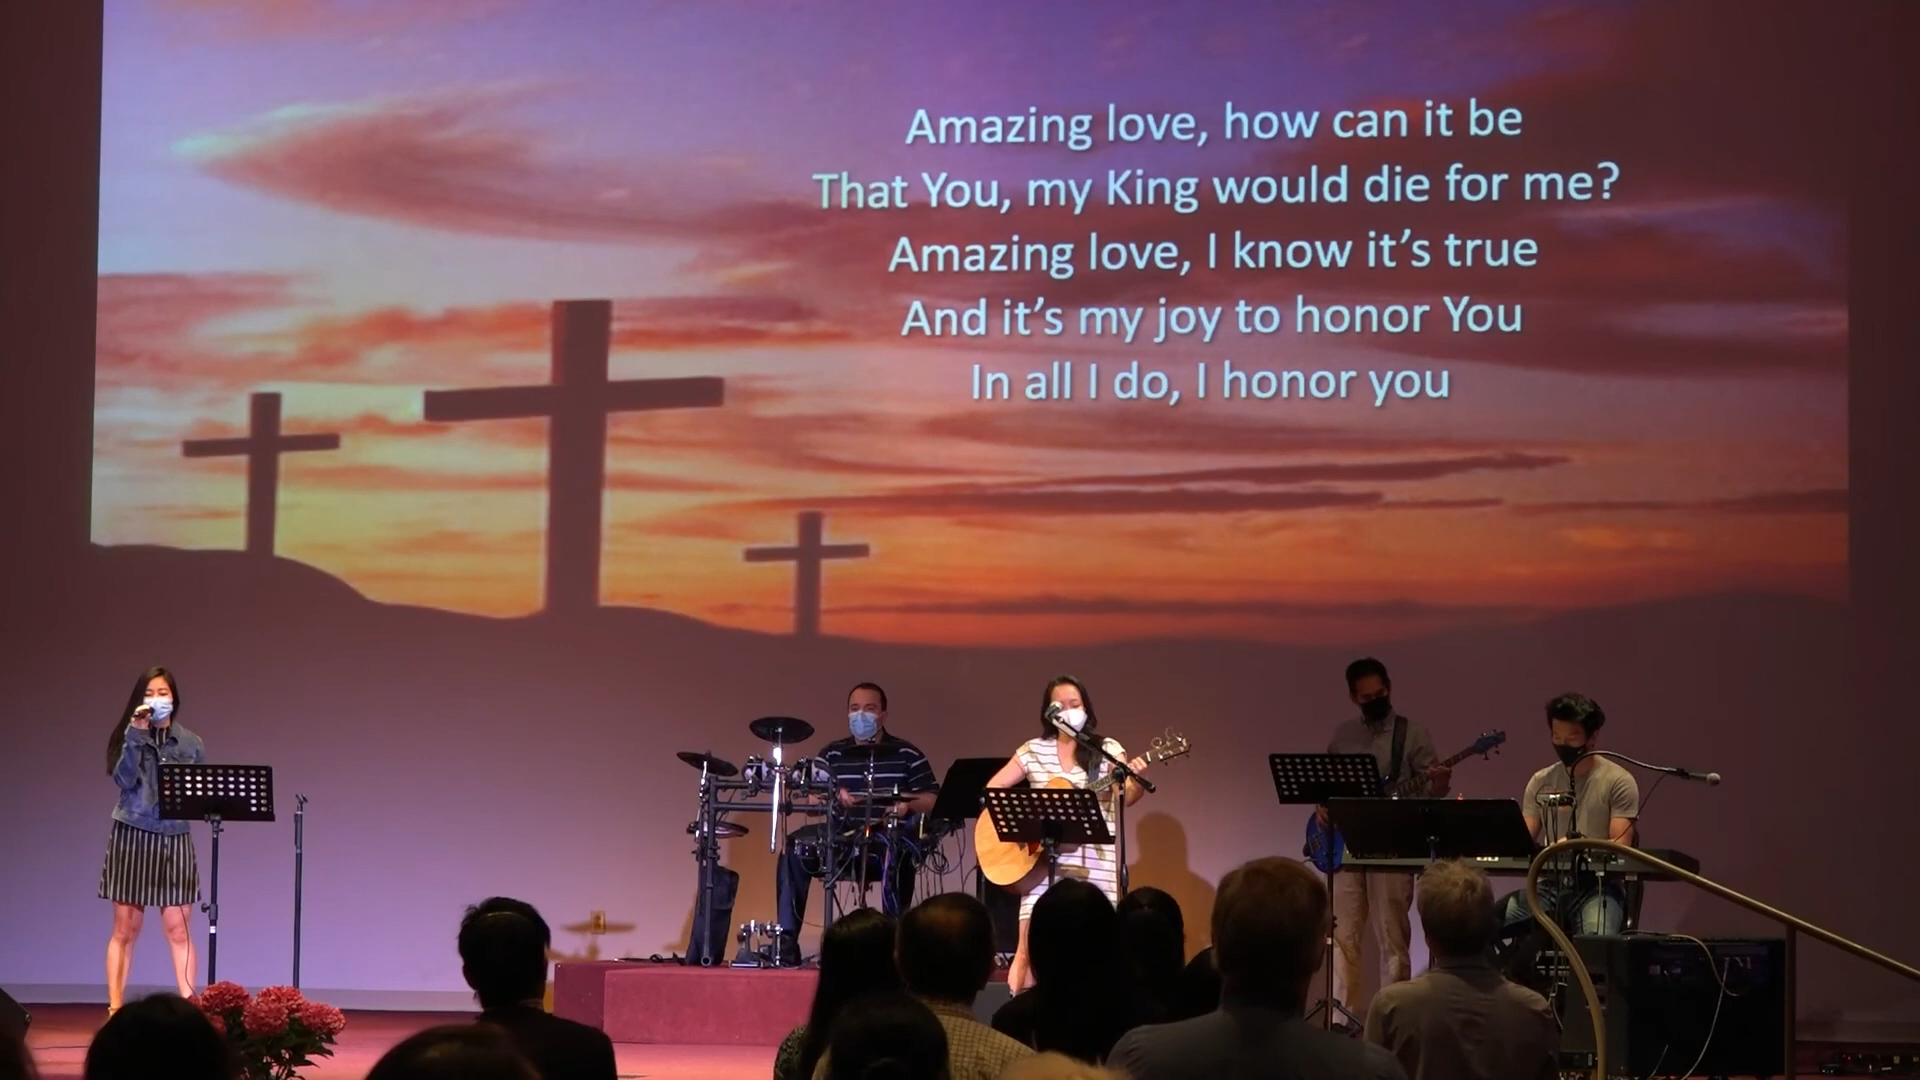 Amazing love, how can it be
That You, my King would die for me?
Amazing love, I know it’s true
And it’s my joy to honor You
In all I do, I honor you